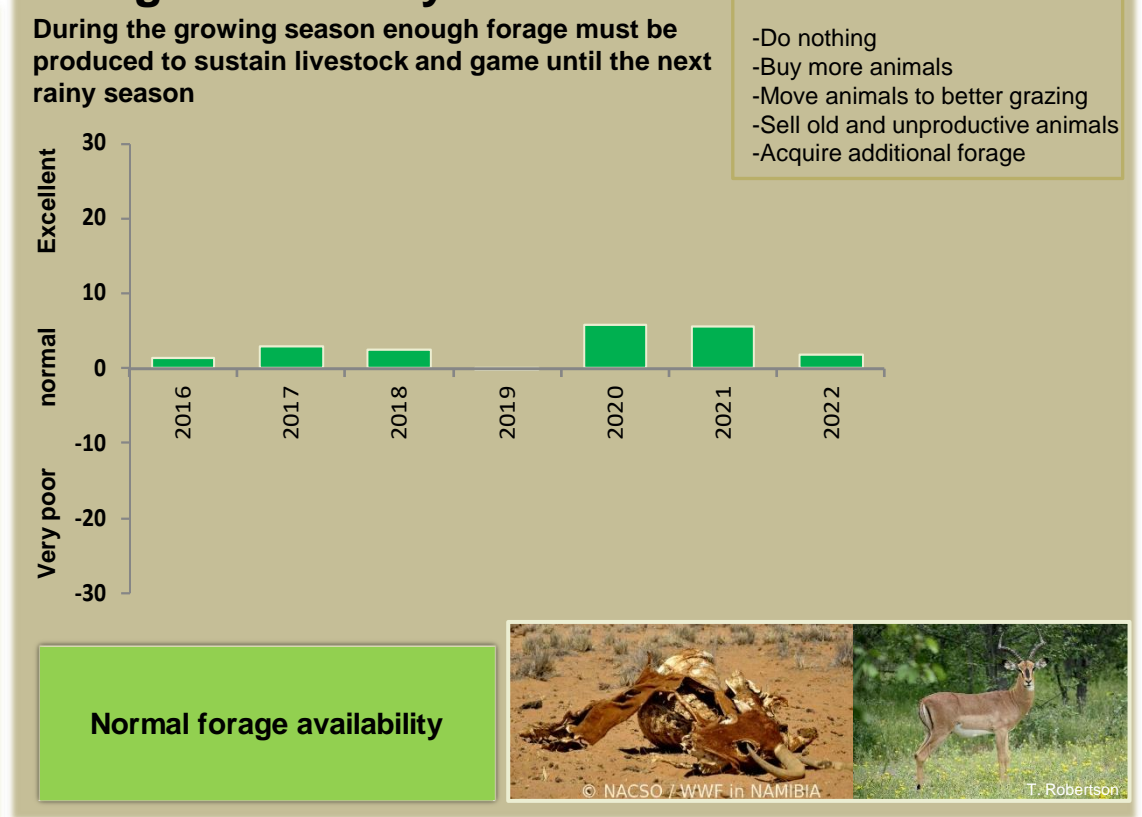 During the growing season enough forage must be
produced to sustain livestock and game until the next
rainy season
-Do nothing
-Buy more animals
-Move animals to better grazing
-Sell old and unproductive animals
-Acquire additional forage
Excellent
normal
Very poor
30
20
10
0
-10
-20
-30
2016
2017
2018
2019
2020
2021
2022
Normal forage availability
© NACSO / WWF in NAMIBIA
T. Robertson